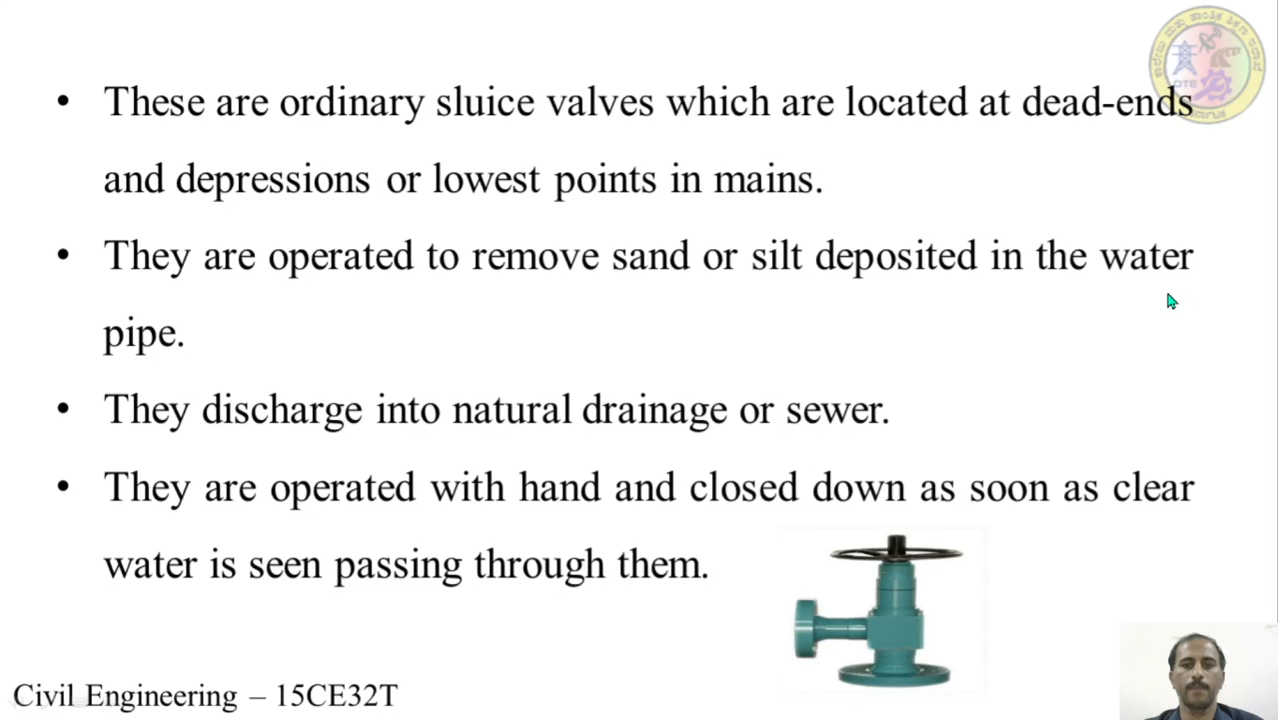 • These are ordinary sluice valves which are located at dead-ends
and depressions or lowest points in mains.
• They are operated to remove sand or silt deposited in the water
pipe.
• They discharge into natural drainage or sewer.
• They are operated with hand and closed down as soon as clear
water is seen passing through them.
Civil Engineering – 15CE32T
DTE